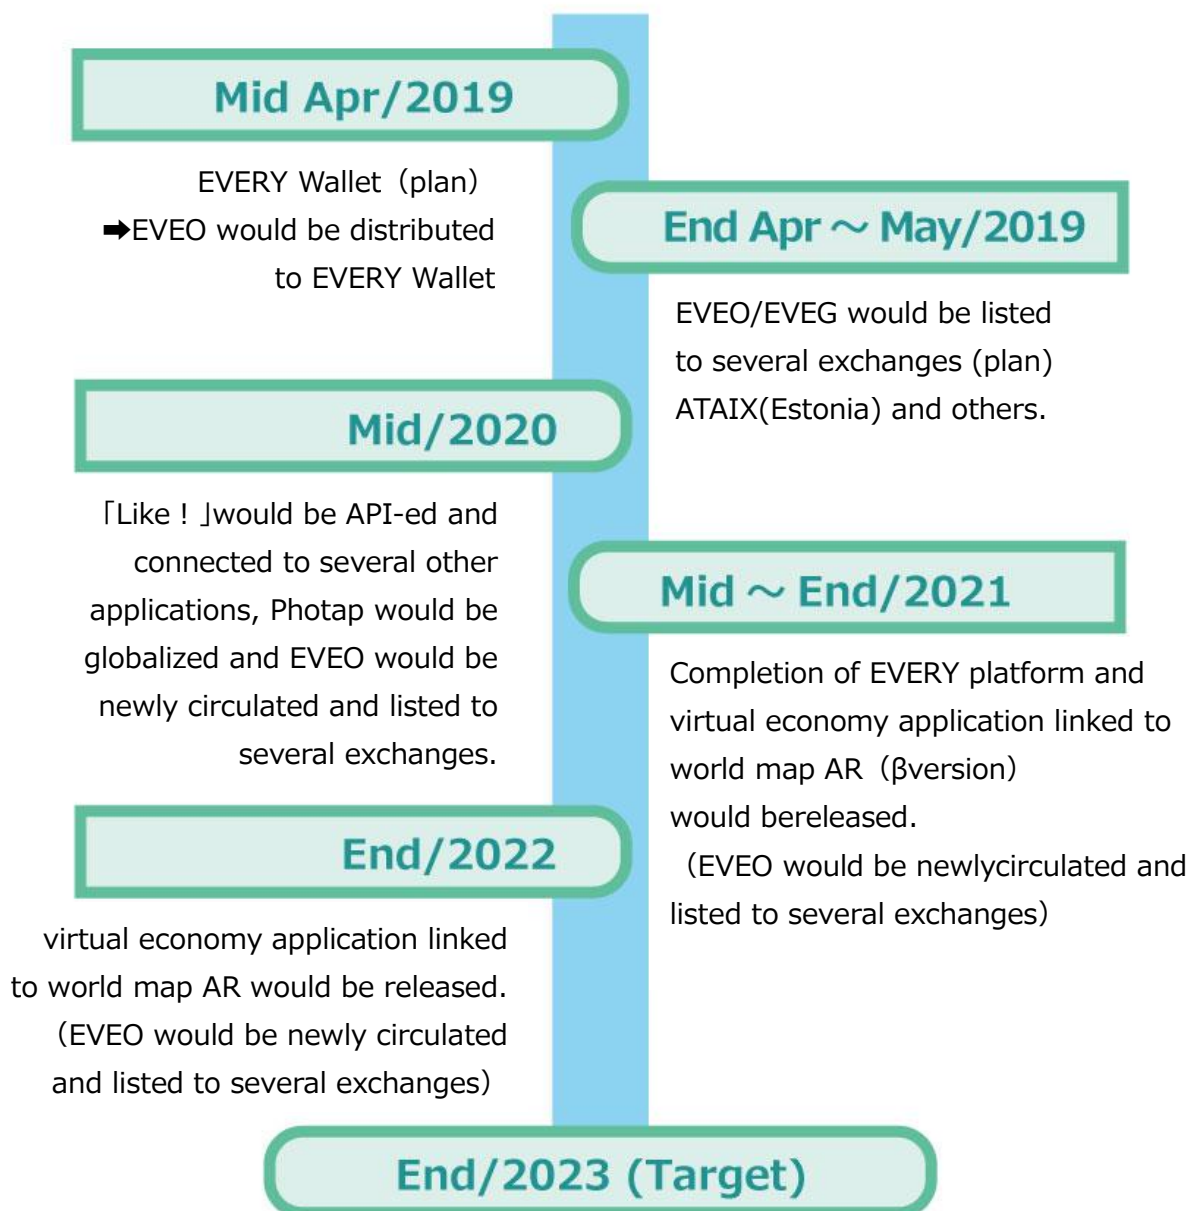 Mid Apr/2019
EVERY Wallet（plan）
➡EVEO would be distributed
to EVERY Wallet
End Apr ～ May/2019
EVEO/EVEG would be listed
to several exchanges (plan)
ATAIX(Estonia) and others.
Mid/2020
「Like！」would be API-ed and
connected to several other
applications, Photap would be
globalized and EVEO would be
newly circulated and listed to
several exchanges.
Mid ～ End/2021
Completion of EVERY platform and
virtual economy application linked to
world map AR（βversion）
would bereleased.
（EVEO would be newlycirculated and
listed to several exchanges）
End/2022
virtual economy application linked
to world map AR would be released.
（EVEO would be newly circulated
and listed to several exchanges）
End/2023 (Target)